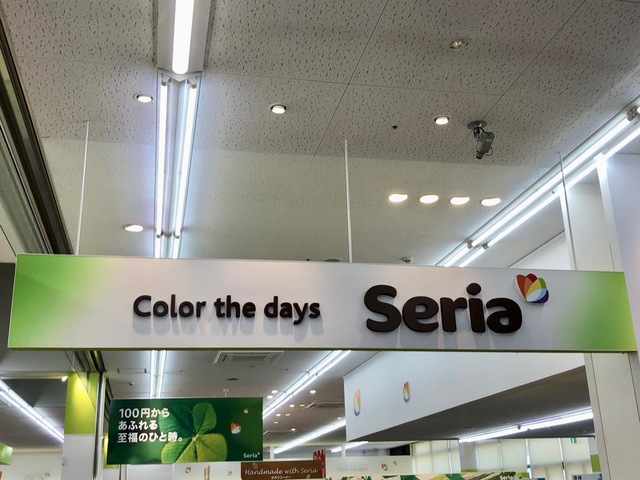 Color the days Seria
100円から
あふれる
至福のひと時。
Seria
Handmade with Seria